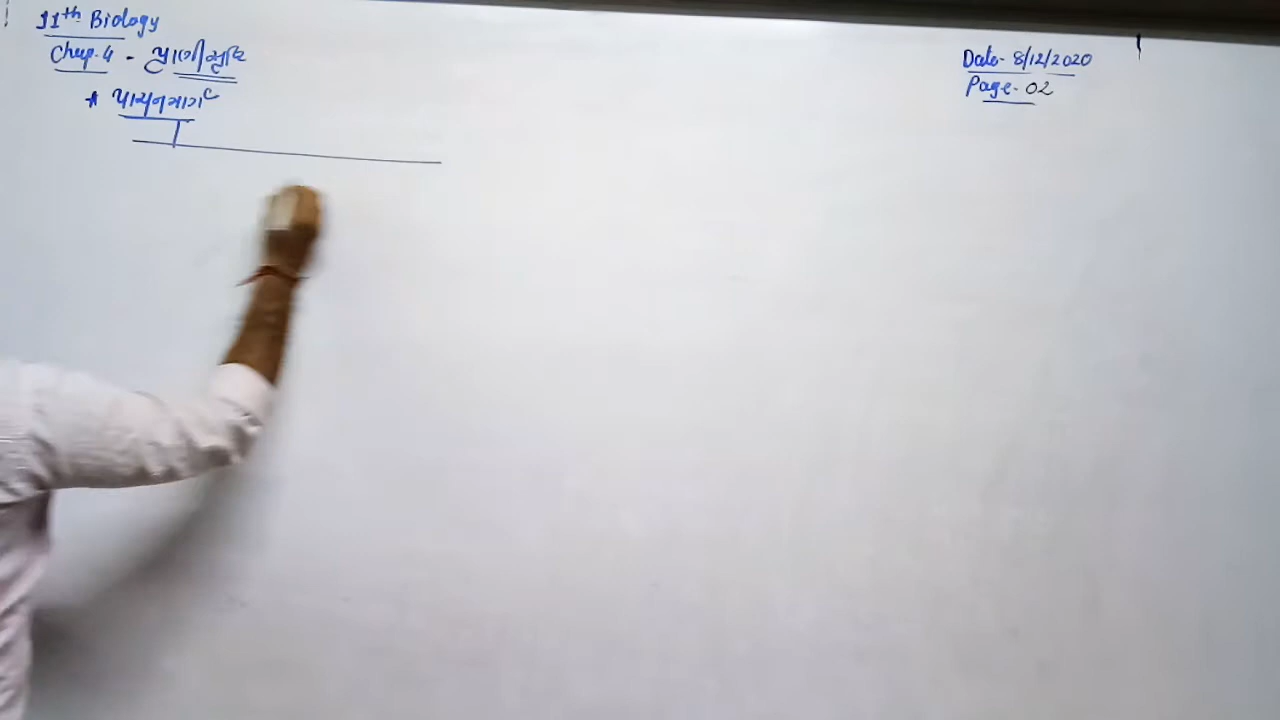 11th Biology
Chap. 4 - પ્રાણીસૃષ્ટિ
* પાચનમાર્ગ
Date - 8/12/2020
Page - 02